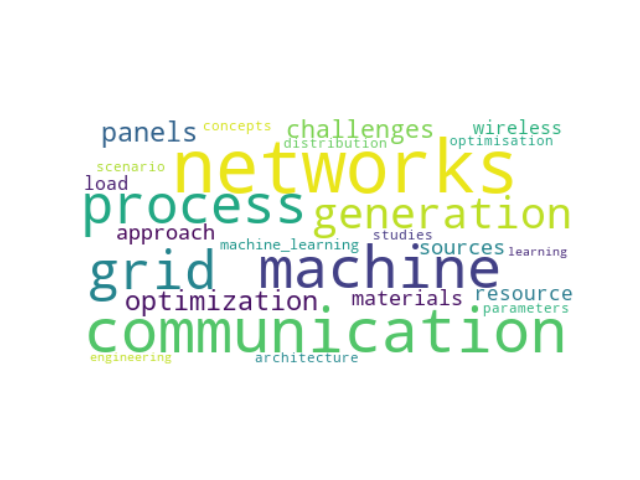 panels concepts challenges wireless
distribution optimisation
networks
scenario
load
process generation
approach studies
machine_learning sources learning
grid machine
optimization materials resource
parameters
communication
engineering architecture